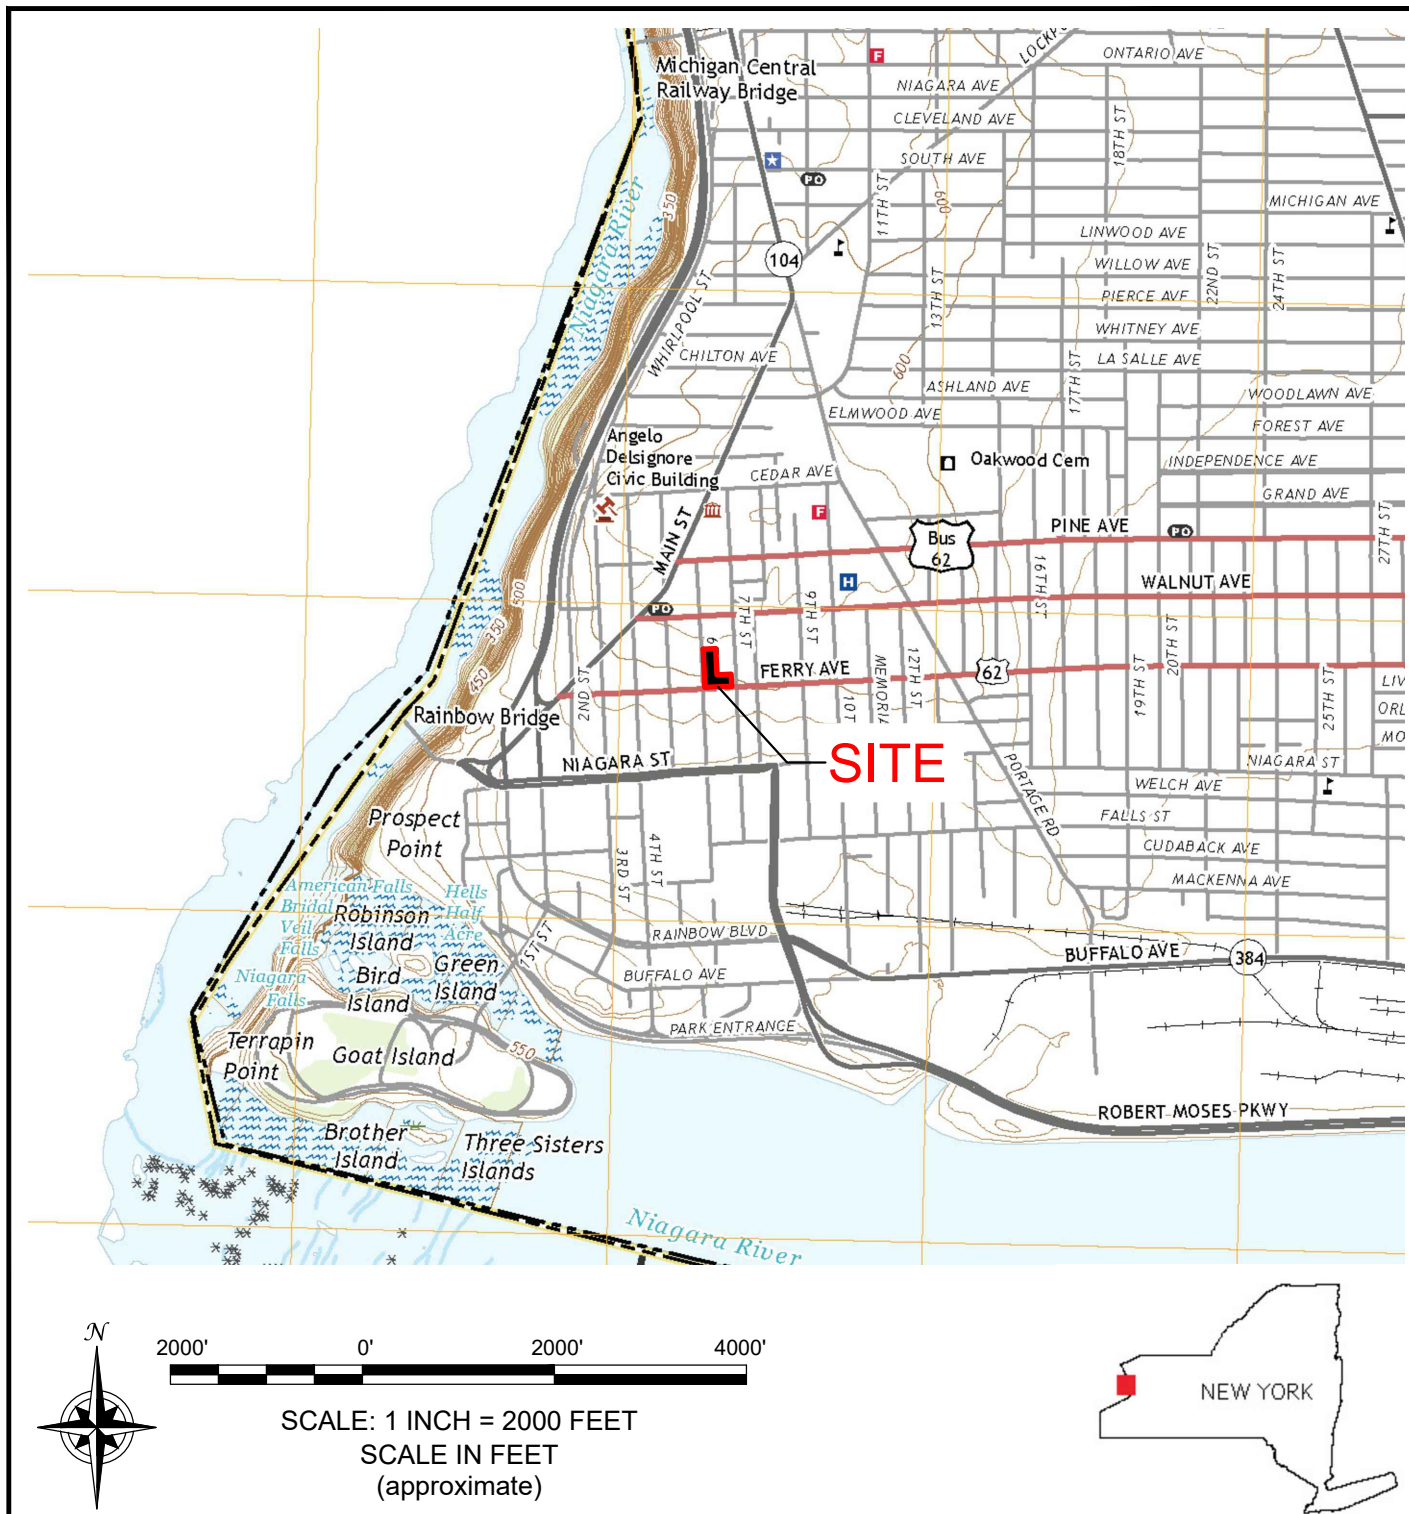 Michigan Central
Railway Bridge
F
ONTARIO AVE
LOCKPO
NIAGARA AVE
CLEVELAND AVE
18TH ST
SOUTH AVE
PO
11TH ST
600
350
Niagara River
MICHIGAN AVE
LINWOOD AVE
104
WILLOW AVE
22ND ST
24TH ST
13TH ST
PIERCE AVE
WHIRLPOOL ST
WHITNEY AVE
CHILTON AVE
LA SALLE AVE
600
17TH ST
ASHLAND AVE
WOODLAWN AVE
ELMWOOD AVE
FOREST AVE
Angelo
Delsignore
Civic Building
CEDAR AVE
Oakwood Cem
INDEPENDENCE AVE
GRAND AVE
MAIN ST
F
Bus
62
PINE AVE
PO
27TH ST
H
WALNUT AVE
16TH ST
500
350
450
PO
7TH ST
9TH ST
6
L
FERRY AVE
MEMORIA
12TH ST
62
19TH ST
20TH S
25TH ST
LIV
ORL
MO
2ND ST
10T
Rainbow Bridge
NIAGARA ST
SITE
PORTAGE RD
NIAGARA ST
WELCH AVE
FALLS ST
Prospect
Point
3RD ST
4TH ST
CUDABACK AVE
MACKENNA AVE
American Falls
Bridal
Veil
Falls
Robinson
Island
Hells
Half
Acre
1ST ST
RAINBOW BLVD
BUFFALO AVE
384
Green
Island
Bird
Island
BUFFALO AVE
Niagara
Falls
PARK ENTRANCE
Terrapin
Point
Goat Island
550
ROBERT MOSES PKWY
Brother
Island
Three Sisters
Islands
Niagara River
N
2000' 0' 2000' 4000'
SCALE: 1 INCH = 2000 FEET
SCALE IN FEET
(approximate)
NEW YORK